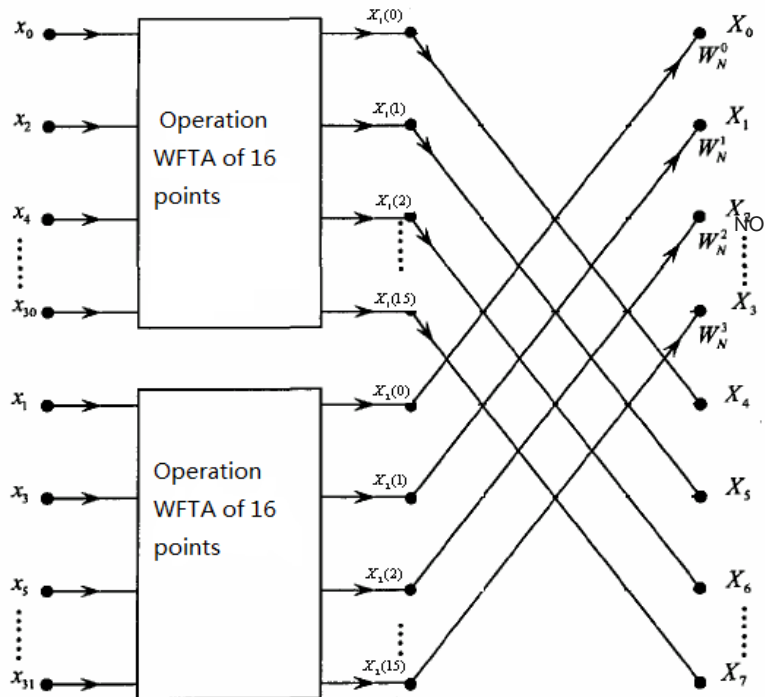 x₀ X₁(0) X₀
W_N^0
x₂ Operation X₁(1) X₁
WFTA of 16 W_N^1
points
x₄ X₁(2) X₂
W_N^2 NO
x₃₀ X₁(15) X₃
W_N^3
x₁ X₂(0) X₄
x₃ Operation X₂(1) X₅
WFTA of 16
points
x₅ X₂(2) X₆
x₃₁ X₂(15) X₇